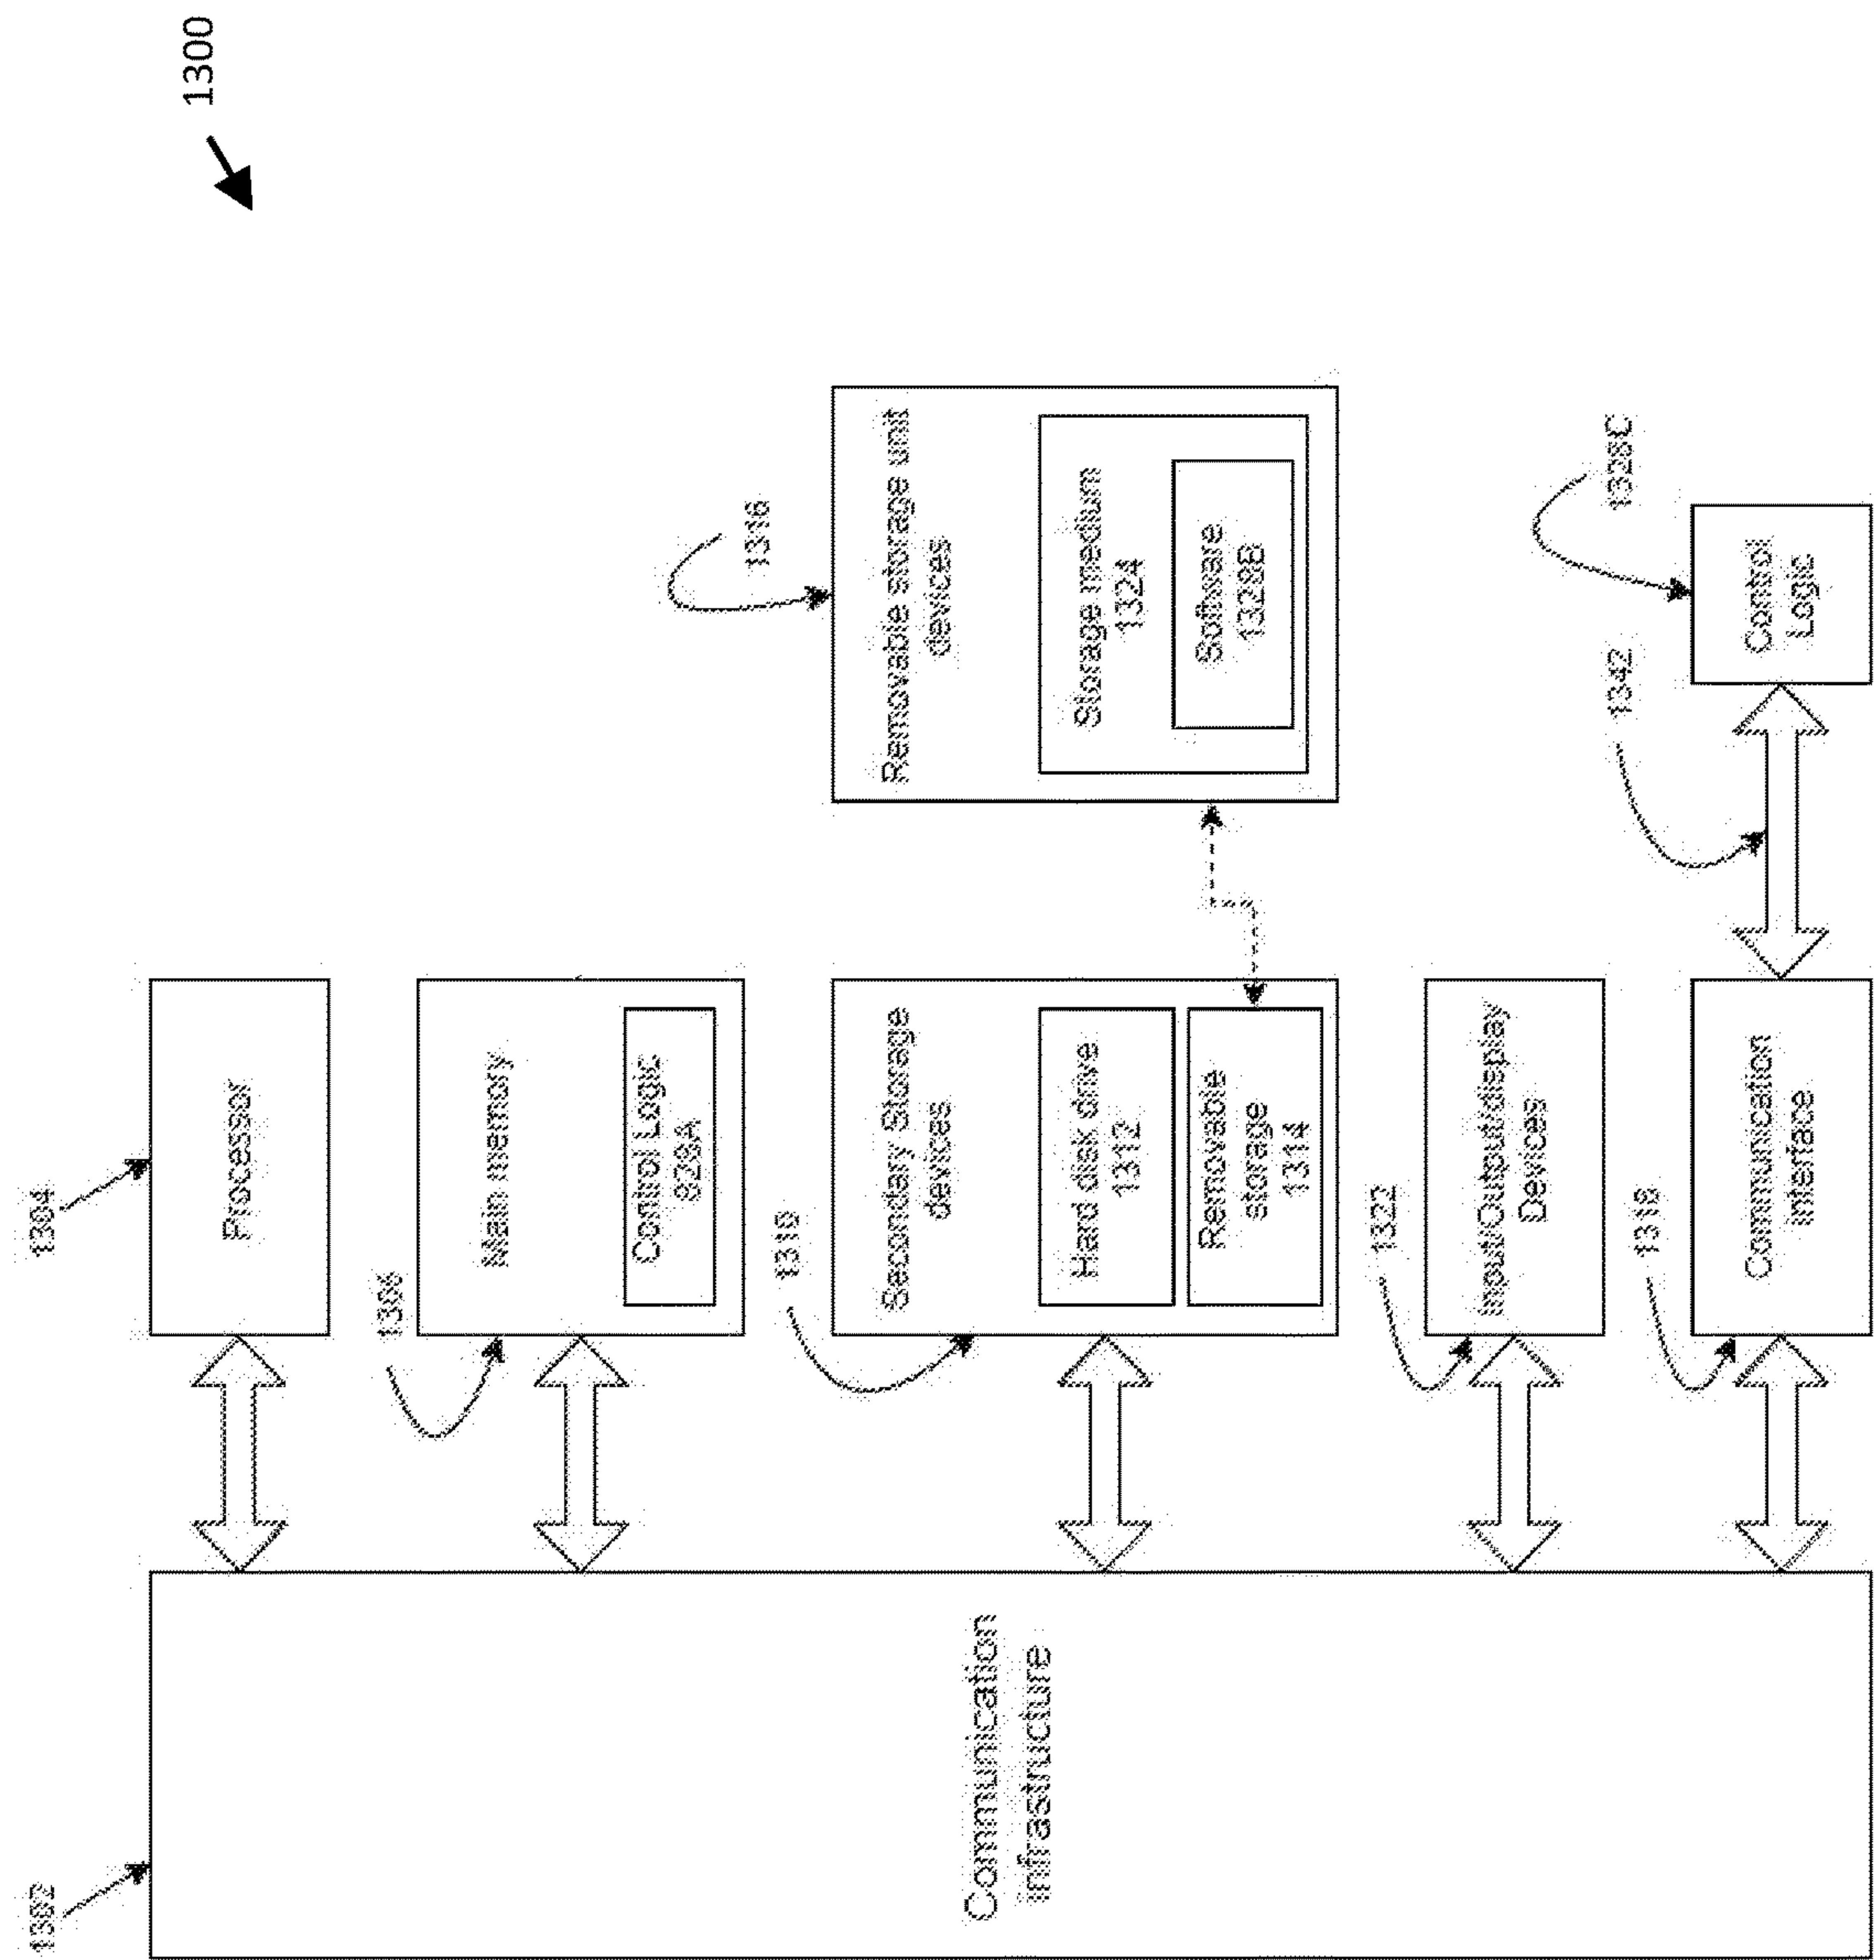 1300
1302
Communication
infrastructure
1304
Processor
1306
Main memory
Control Logic
828A
1310
Secondary Storage
devices
Hard disk drive
1312
Removable
storage
1314
1316
Removable storage unit
devices
Storage medium
1324
Software
1328B
1322
Input/Output/display
Devices
1318
Communication
interface
1342
1328C
Control
Logic